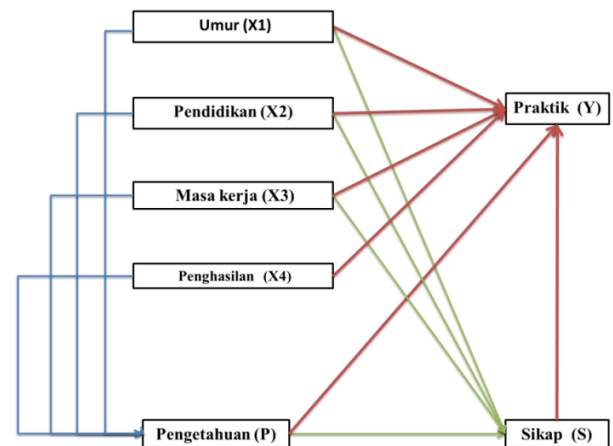 Umur (X1)
Praktik (Y)
Pendidikan (X2)
Masa kerja (X3)
Penghasilan (X4)
Pengetahuan (P)
Sikap (S)